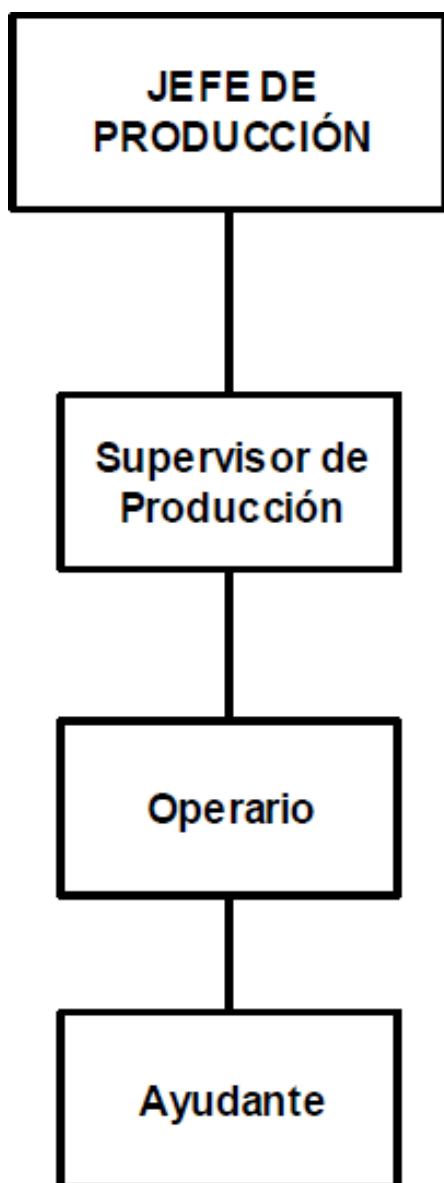 JEFE DE
PRODUCCIÓN
Supervisor de
Producción
Operario
Ayudante